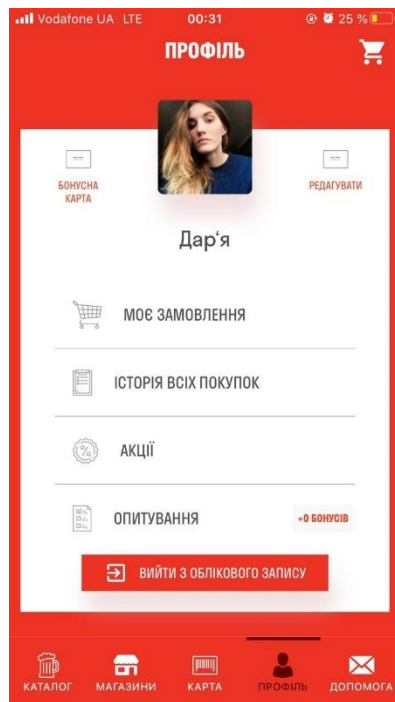 Vodafone UA LTE 00:31 25 %
ПРОФІЛЬ
БОНУСНА
КАРТА
РЕДАГУВАТИ
Дар'я
МОЄ ЗАМОВЛЕННЯ
ІСТОРІЯ ВСІХ ПОКУПОК
АКЦІЇ
ОПИТУВАННЯ +0 БОНУСІВ
ВИЙТИ З ОБЛІКОВОГО ЗАПИСУ
КАТАЛОГ МАГАЗИНИ КАРТА ПРОФІЛЬ ДОПОМОГА